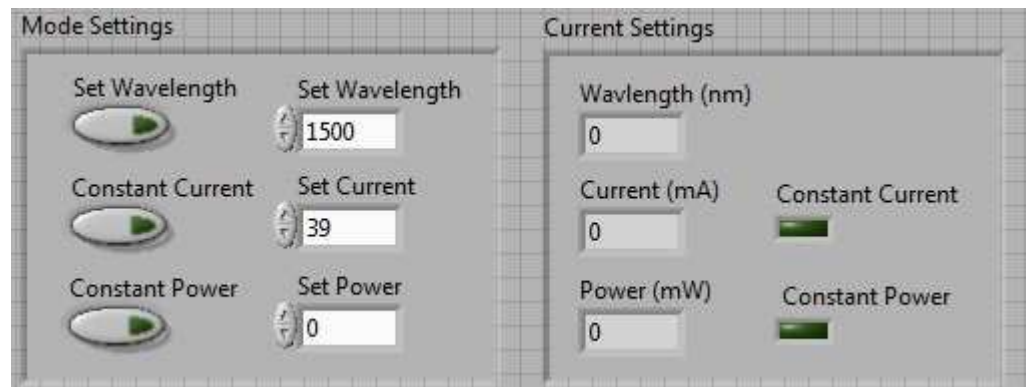 Mode Settings
Set Wavelength
Set Wavelength
1500
Constant Current
Set Current
39
Constant Power
Set Power
0
Current Settings
Wavlength (nm)
0
Current (mA)
0
Constant Current
Power (mW)
0
Constant Power